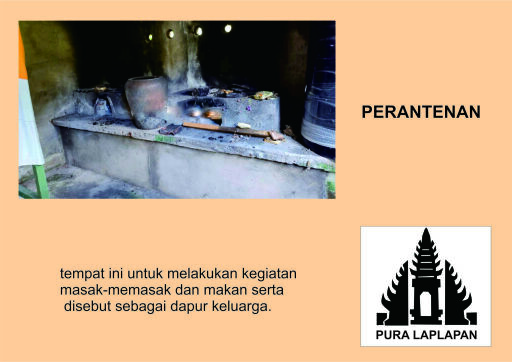 PERANTENAN
tempat ini untuk melakukan kegiatan
masak-memasak dan makan serta
disebut sebagai dapur keluarga.
PURA LAPLAPAN